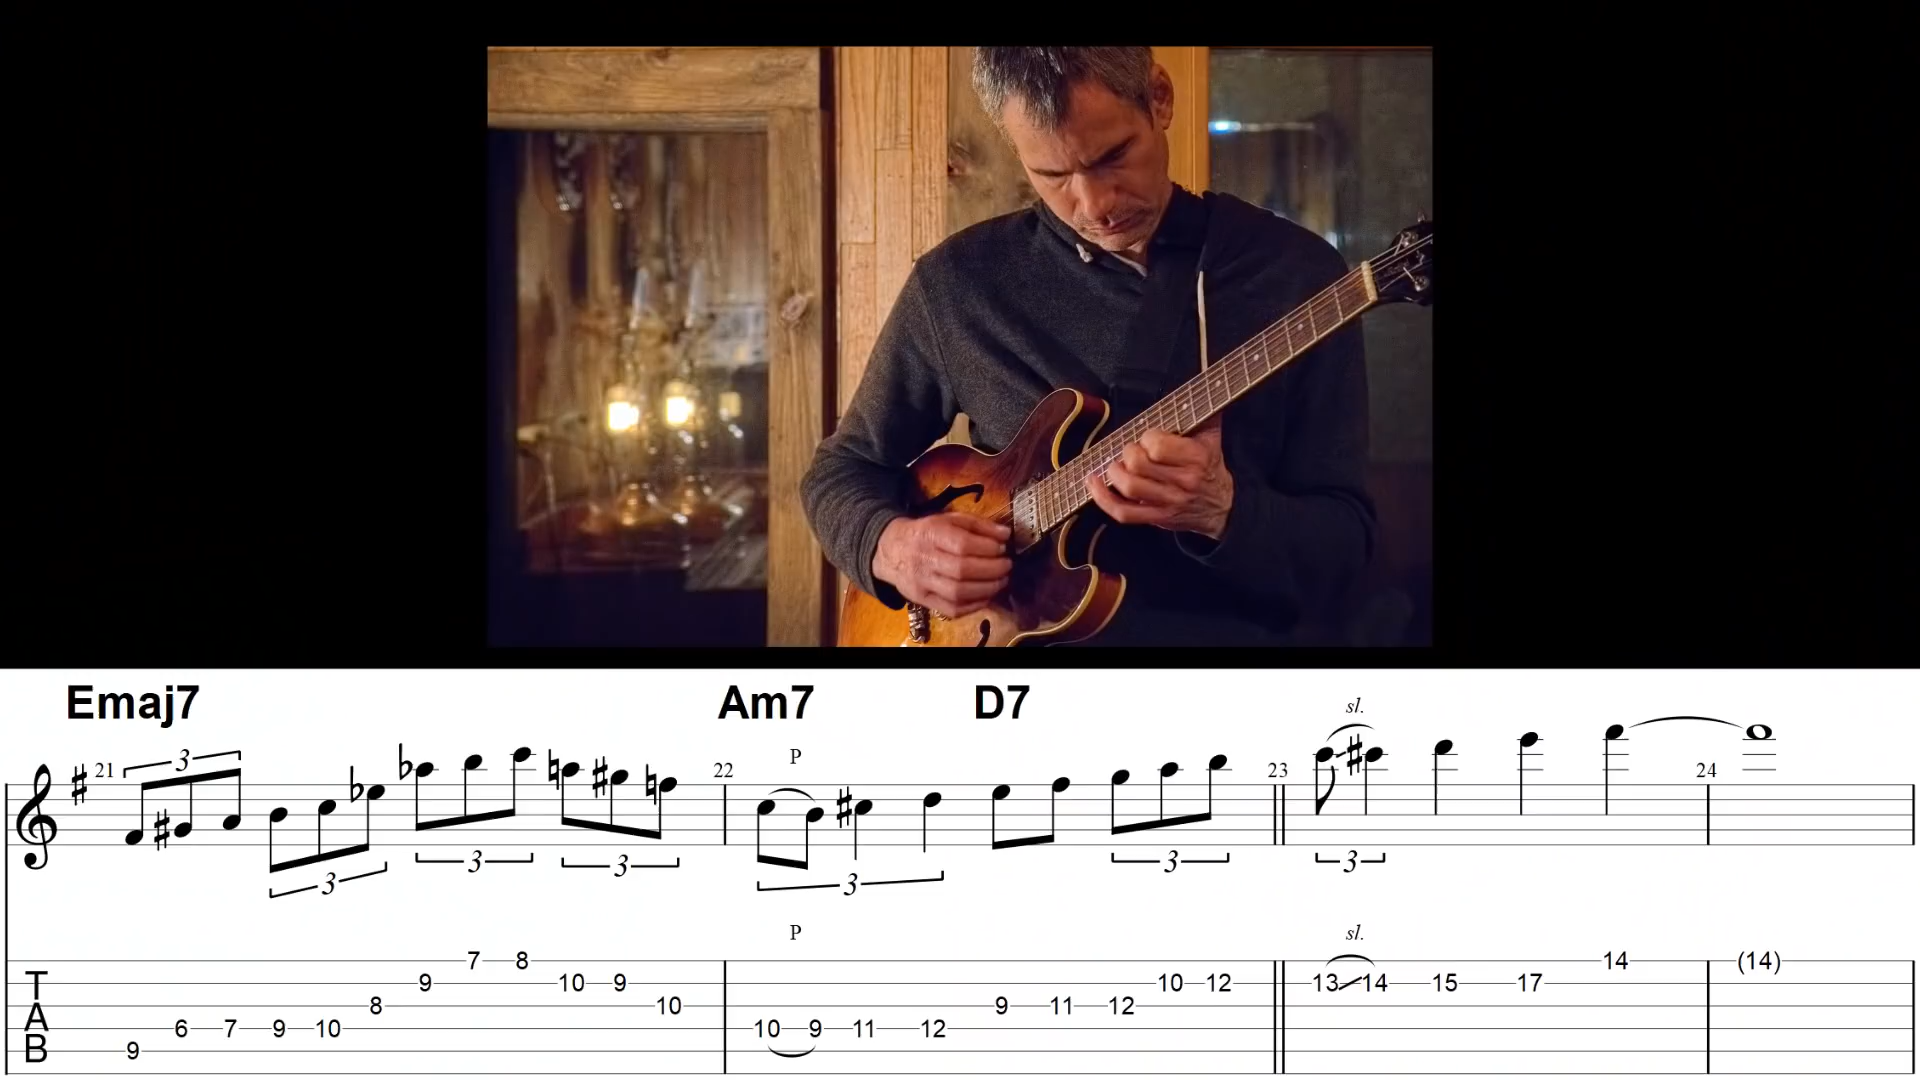 Emaj7 Am7 D7
sl.
21 3 22 P 23 24
3 3 3 3 3 3
P sl.
7 8 14 (14)
T 9 10 9 10 12 13 14 15 17
A 8 10 9 11 12
6 7 9 10 10 9 11 12
B 9